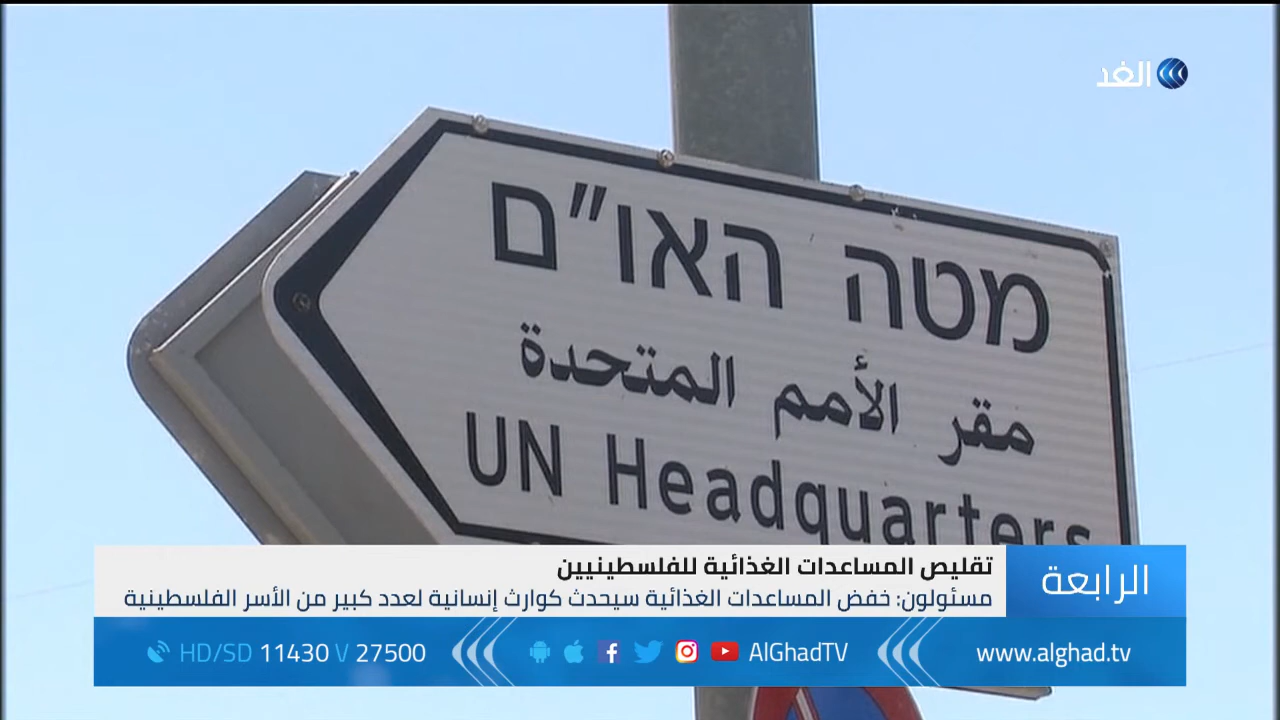 الغد
מטה האו"ם
مقر الأمم المتحدة
UN Headquarters
الرابعة
تقليص المساعدات الغذائية للفلسطينيين
مسئولون: خفض المساعدات الغذائية سيحدث كوارث إنسانية لعدد كبير من الأسر الفلسطينية
HD/SD 11430 V 27500 AlGhadTV www.alghad.tv